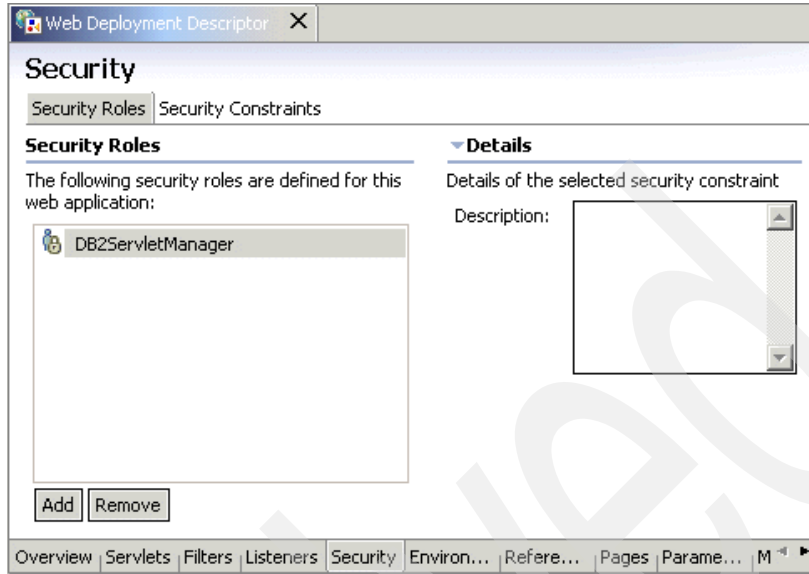 Web Deployment Descriptor
Security
Security Roles Security Constraints
Security Roles
The following security roles are defined for this
web application:
DB2ServletManager
Add Remove
Details
Details of the selected security constraint
Description:
Overview Servlets Filters Listeners Security Environ... Refere... Pages Parame... M